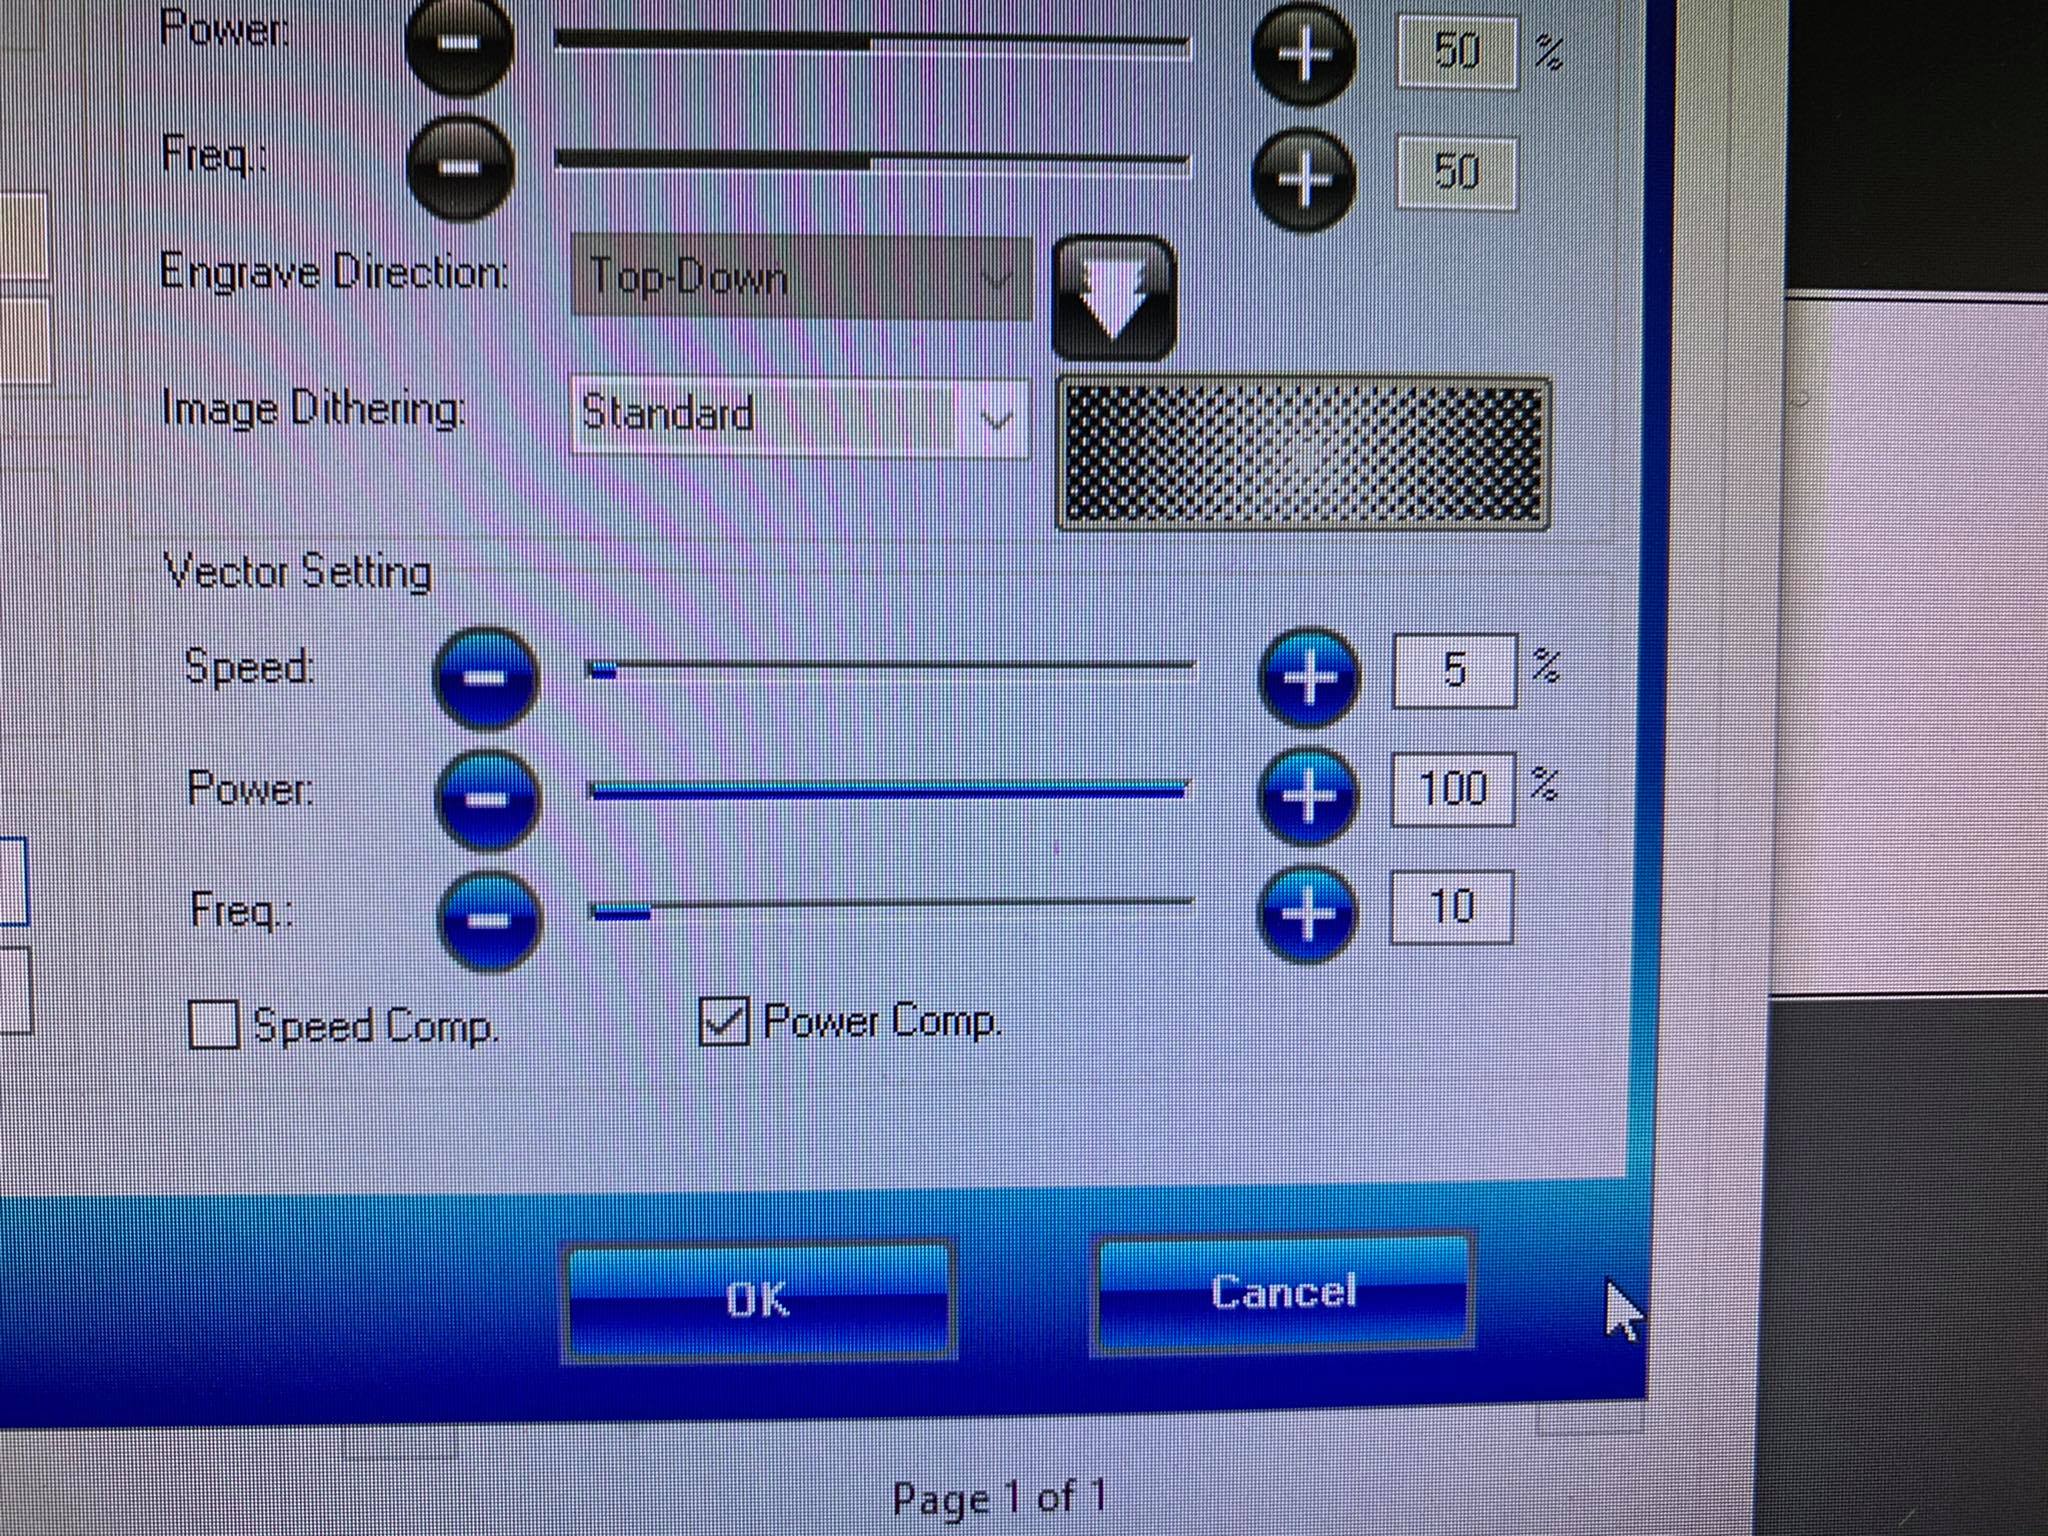 Power: 50 %
Freq.: 50
Engrave Direction: Top-Down
Image Dithering: Standard
Vector Setting
Speed: 5 %
Power: 100 %
Freq.: 10
Speed Comp. Power Comp.
OK Cancel
Page 1 of 1